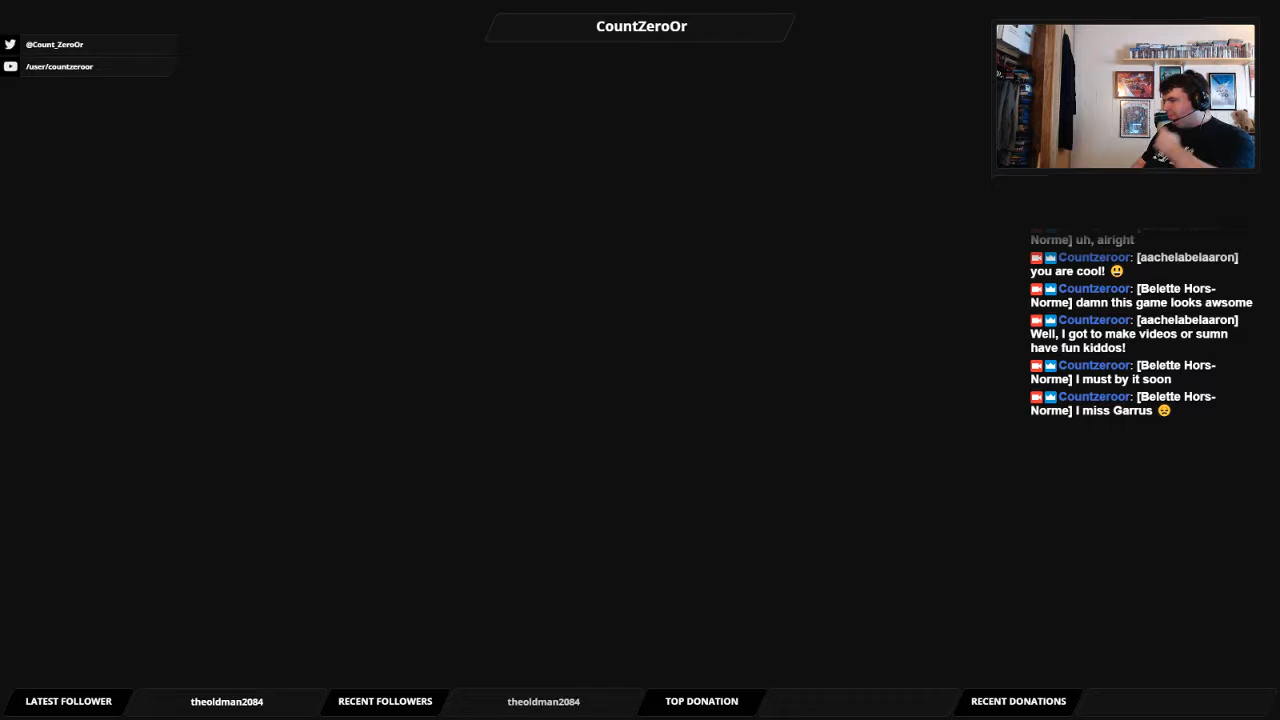 CountZeroOr
@Count_ZeroOr
/user/countzeroor
Norme] uh, alright
Countzeroor: [aachelabelaaron]
you are cool! 😃
Countzeroor: [Belette Hors-
Norme] damn this game looks awsome
Countzeroor: [aachelabelaaron]
Well, I got to make videos or sumn
have fun kiddos!
Countzeroor: [Belette Hors-
Norme] I must by it soon
Countzeroor: [Belette Hors-
Norme] I miss Garrus 😣
LATEST FOLLOWER theoldman2084 RECENT FOLLOWERS theoldman2084 TOP DONATION RECENT DONATIONS